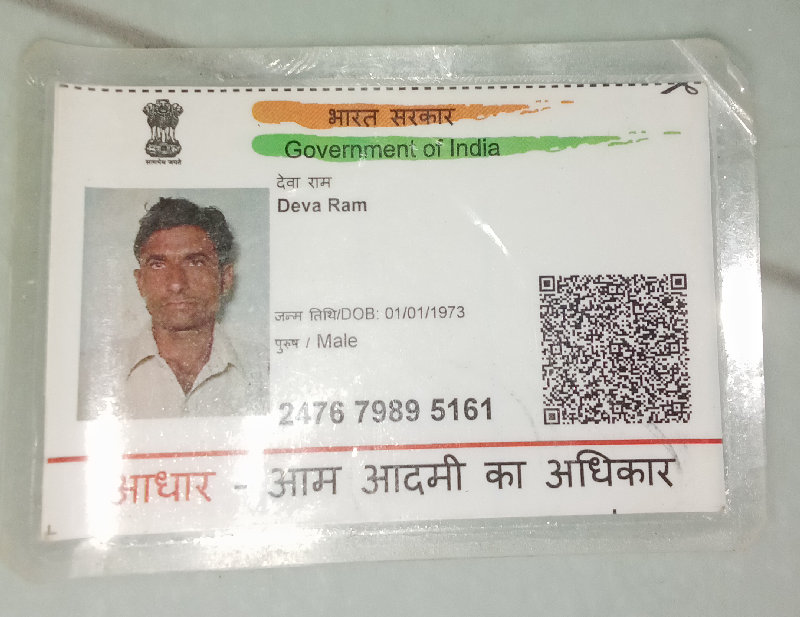 भारत सरकार
Government of India
सत्यमेव जयते
देवा राम
Deva Ram
जन्म तिथि/DOB: 01/01/1973
पुरुष / Male
2476 7989 5161
आधार - आम आदमी का अधिकार